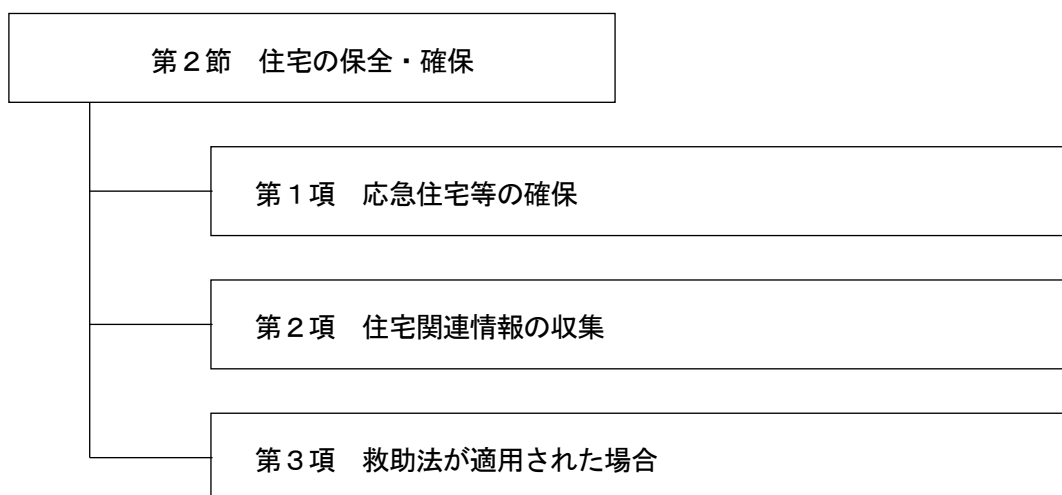 第２節　住宅の保全・確保
第１項　応急住宅等の確保
第２項　住宅関連情報の収集
第３項　救助法が適用された場合